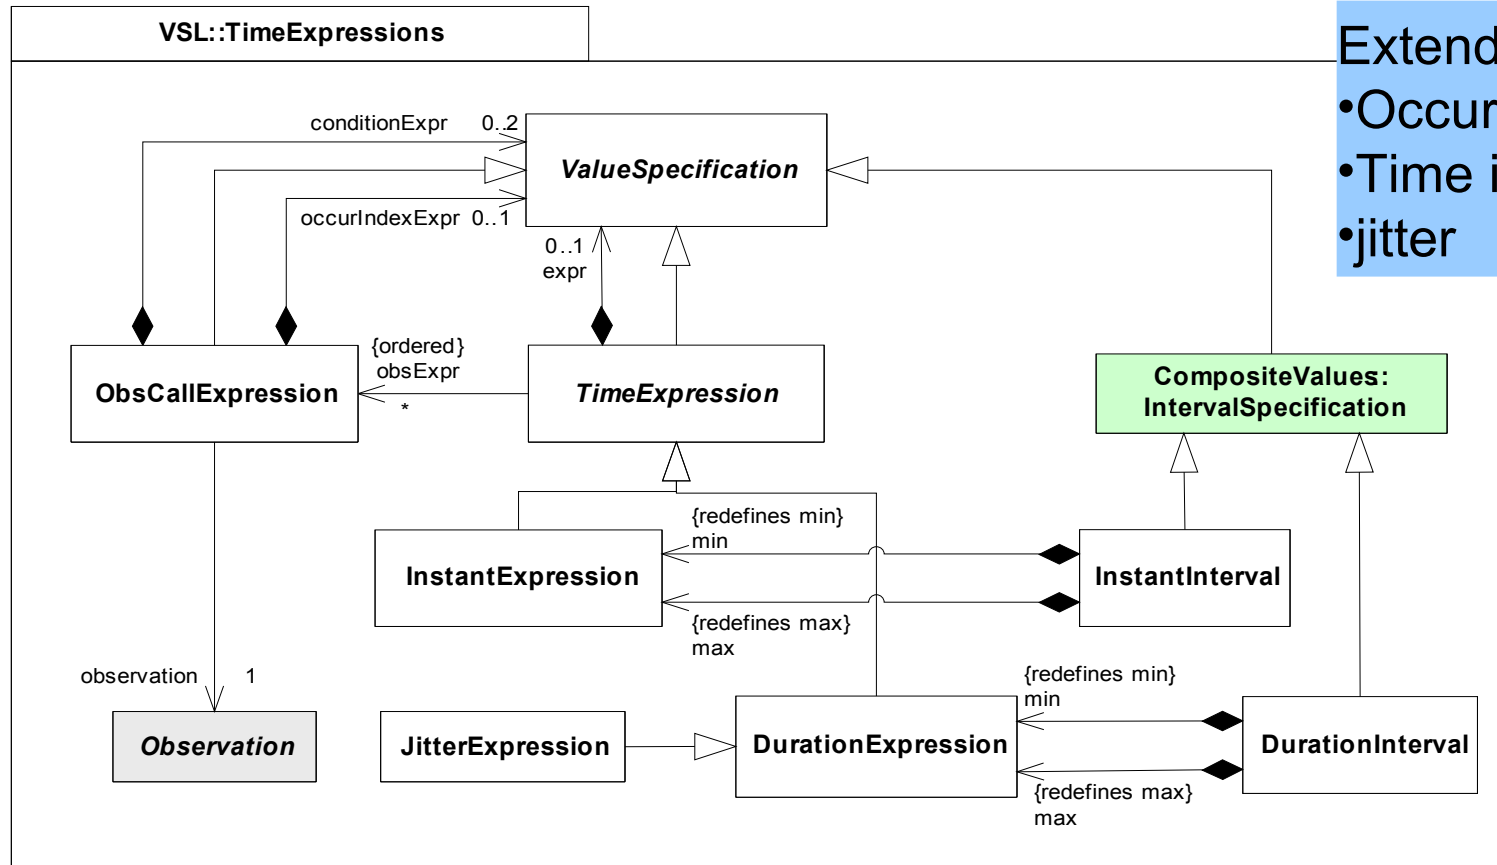 VSL::TimeExpressions
Extend
•Occur
•Time i
•jitter
conditionExpr 0..2
ValueSpecification
occurIndexExpr 0..1
0..1
expr
{ordered}
obsExpr
*
ObsCallExpression
TimeExpression
CompositeValues::
IntervalSpecification
{redefines min}
min
InstantExpression
InstantInterval
{redefines max}
max
observation 1
{redefines min}
min
Observation
JitterExpression
DurationExpression
DurationInterval
{redefines max}
max